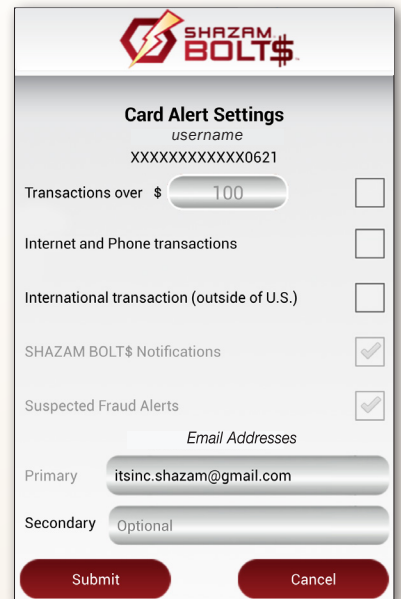 SHAZAM
BOLT$
Card Alert Settings
username
XXXXXXXXXXXX0621
Transactions over $ 100
Internet and Phone transactions
International transaction (outside of U.S.)
SHAZAM BOLT$ Notifications
Suspected Fraud Alerts
Email Addresses
Primary itsinc.shazam@gmail.com
Secondary Optional
Submit Cancel